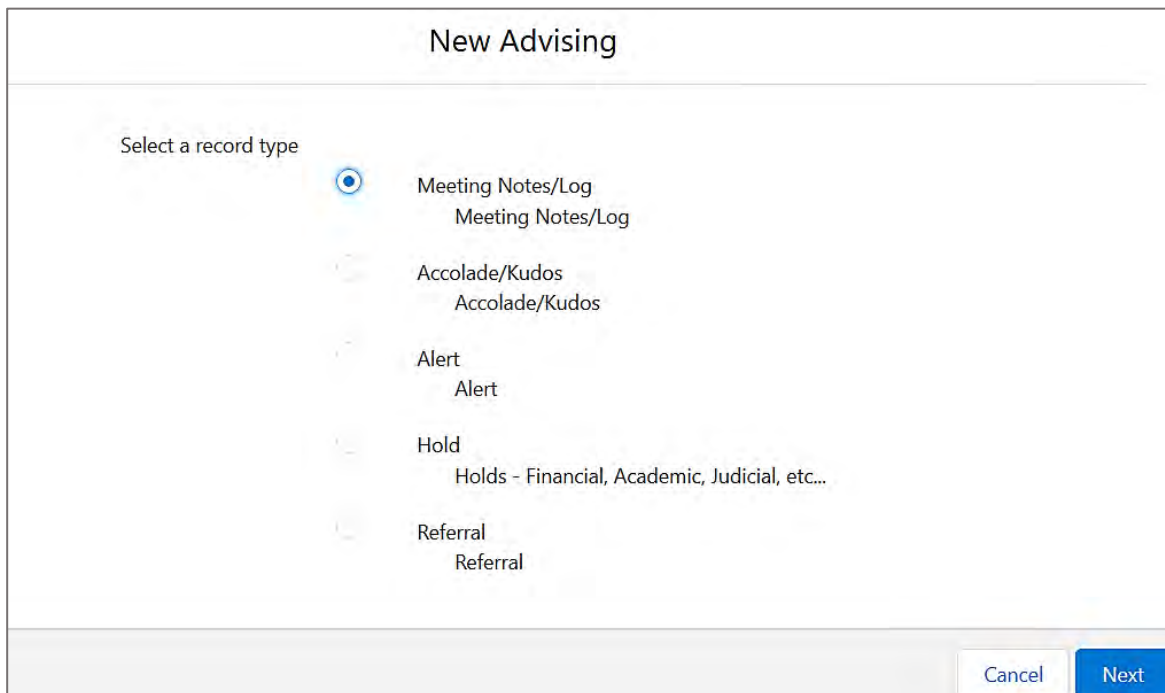 New Advising
Select a record type
Meeting Notes/Log
Meeting Notes/Log
Accolade/Kudos
Accolade/Kudos
Alert
Alert
Hold
Holds - Financial, Academic, Judicial, etc...
Referral
Referral
Cancel
Next